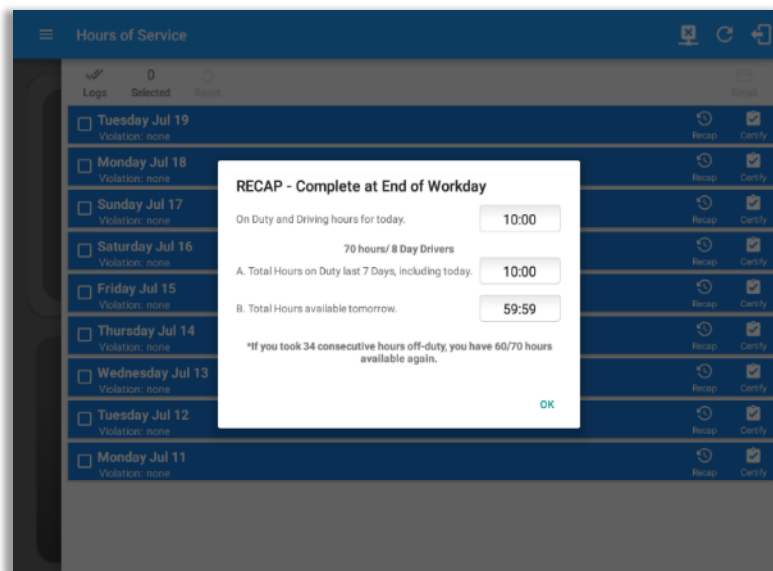 Hours of Service
0
Logs Selected Reset
Email
Tuesday Jul 19
Violation: none
Recap Certify
Monday Jul 18
Violation: none
Recap Certify
Sunday Jul 17
Violation: none
Recap Certify
Saturday Jul 16
Violation: none
Recap Certify
Friday Jul 15
Violation: none
Recap Certify
Thursday Jul 14
Violation: none
Recap Certify
Wednesday Jul 13
Violation: none
Recap Certify
Tuesday Jul 12
Violation: none
Recap Certify
Monday Jul 11
Violation: none
Recap Certify
RECAP - Complete at End of Workday
On Duty and Driving hours for today. 10:00
70 hours/ 8 Day Drivers
A. Total Hours on Duty last 7 Days, including today. 10:00
B. Total Hours available tomorrow. 59:59
*If you took 34 consecutive hours off-duty, you have 60/70 hours
available again.
OK